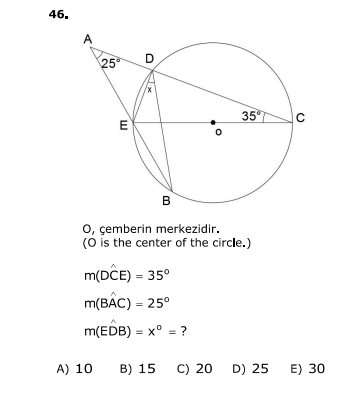 46.
A
25°
D
x
E
35°
C
o
B
O, çemberin merkezidir.
(O is the center of the circle.)
m(DĈE) = 35°
m(BÂC) = 25°
m(ED̂B) = x° = ?
A) 10 B) 15 C) 20 D) 25 E) 30